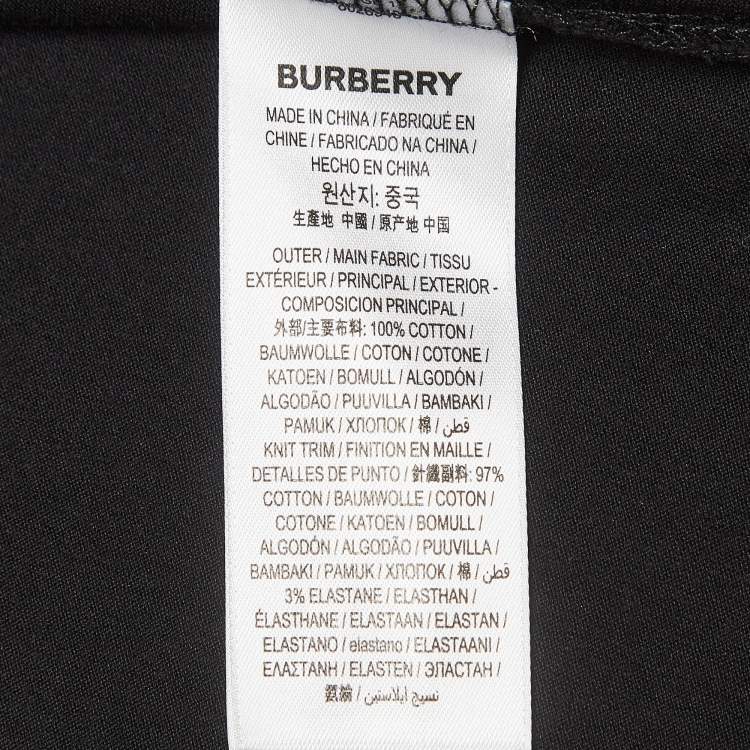 BURBERRY
MADE IN CHINA / FABRIQUÉ EN
CHINE / FABRICADO NA CHINA /
HECHO EN CHINA
원산지: 중국
生產地 中國 / 原产地 中国
OUTER / MAIN FABRIC / TISSU
EXTÉRIEUR / PRINCIPAL / EXTERIOR -
COMPOSICION PRINCIPAL /
外部/主要布料: 100% COTTON /
BAUMWOLLE / COTON / COTONE /
KATOEN / BOMULL / ALGODÓN /
ALGODÃO / PUUVILLA / BAMBAKI /
PAMUK / ХЛОПОК / 棉 / قطن /
KNIT TRIM / FINITION EN MAILLE /
DETALLES DE PUNTO / 針織副料: 97%
COTTON / BAUMWOLLE / COTON /
COTONE / KATOEN / BOMULL /
ALGODÓN / ALGODÃO / PUUVILLA /
BAMBAKI / PAMUK / ХЛОПОК / 棉 / قطن /
3% ELASTANE / ELASTHAN /
ÉLASTHANE / ELASTAAN / ELASTAN /
ELASTANO / elastano / ELASTAANI /
ΕΛΑΣΤΑΝΗ / ELASTEN / ЭЛАСТАН /
氨綸 / نسيج ايلاستين /